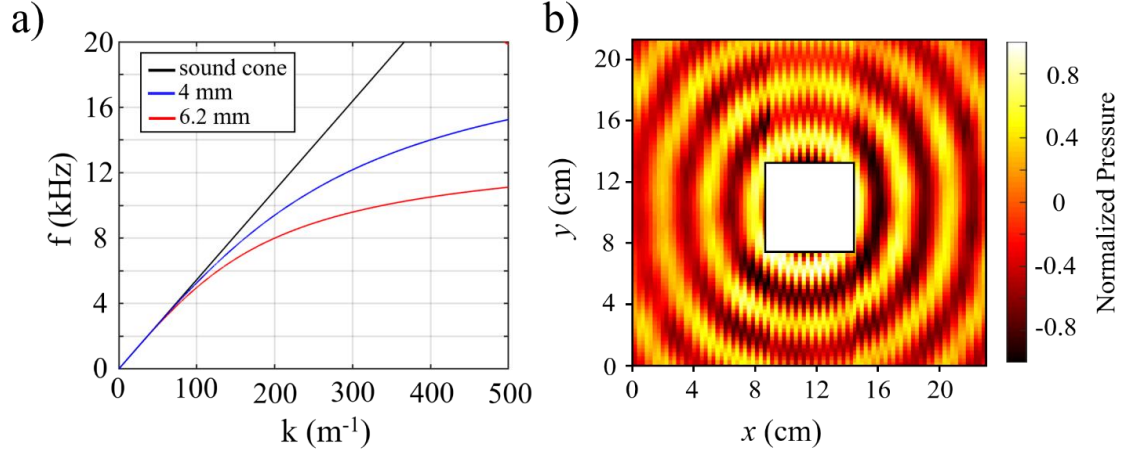 a)
20
16
12
8
4
0
f (kHz)
sound cone
4 mm
6.2 mm
0
100
200
300
400
500
k (m⁻¹)
b)
20
16
12
8
4
0
y (cm)
0
4
8
12
16
20
x (cm)
0.8
0.4
0
-0.4
-0.8
Normalized Pressure